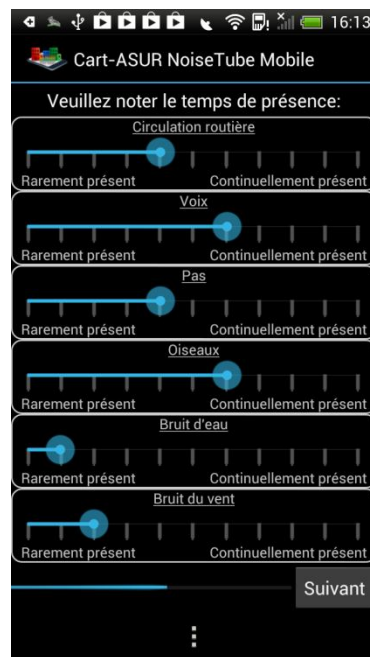 16:13
Cart-ASUR NoiseTube Mobile
Veuillez noter le temps de présence:
Circulation routière
Rarement présent Continuellement présent
Voix
Rarement présent Continuellement présent
Pas
Rarement présent Continuellement présent
Oiseaux
Rarement présent Continuellement présent
Bruit d'eau
Rarement présent Continuellement présent
Bruit du vent
Rarement présent Continuellement présent
Suivant